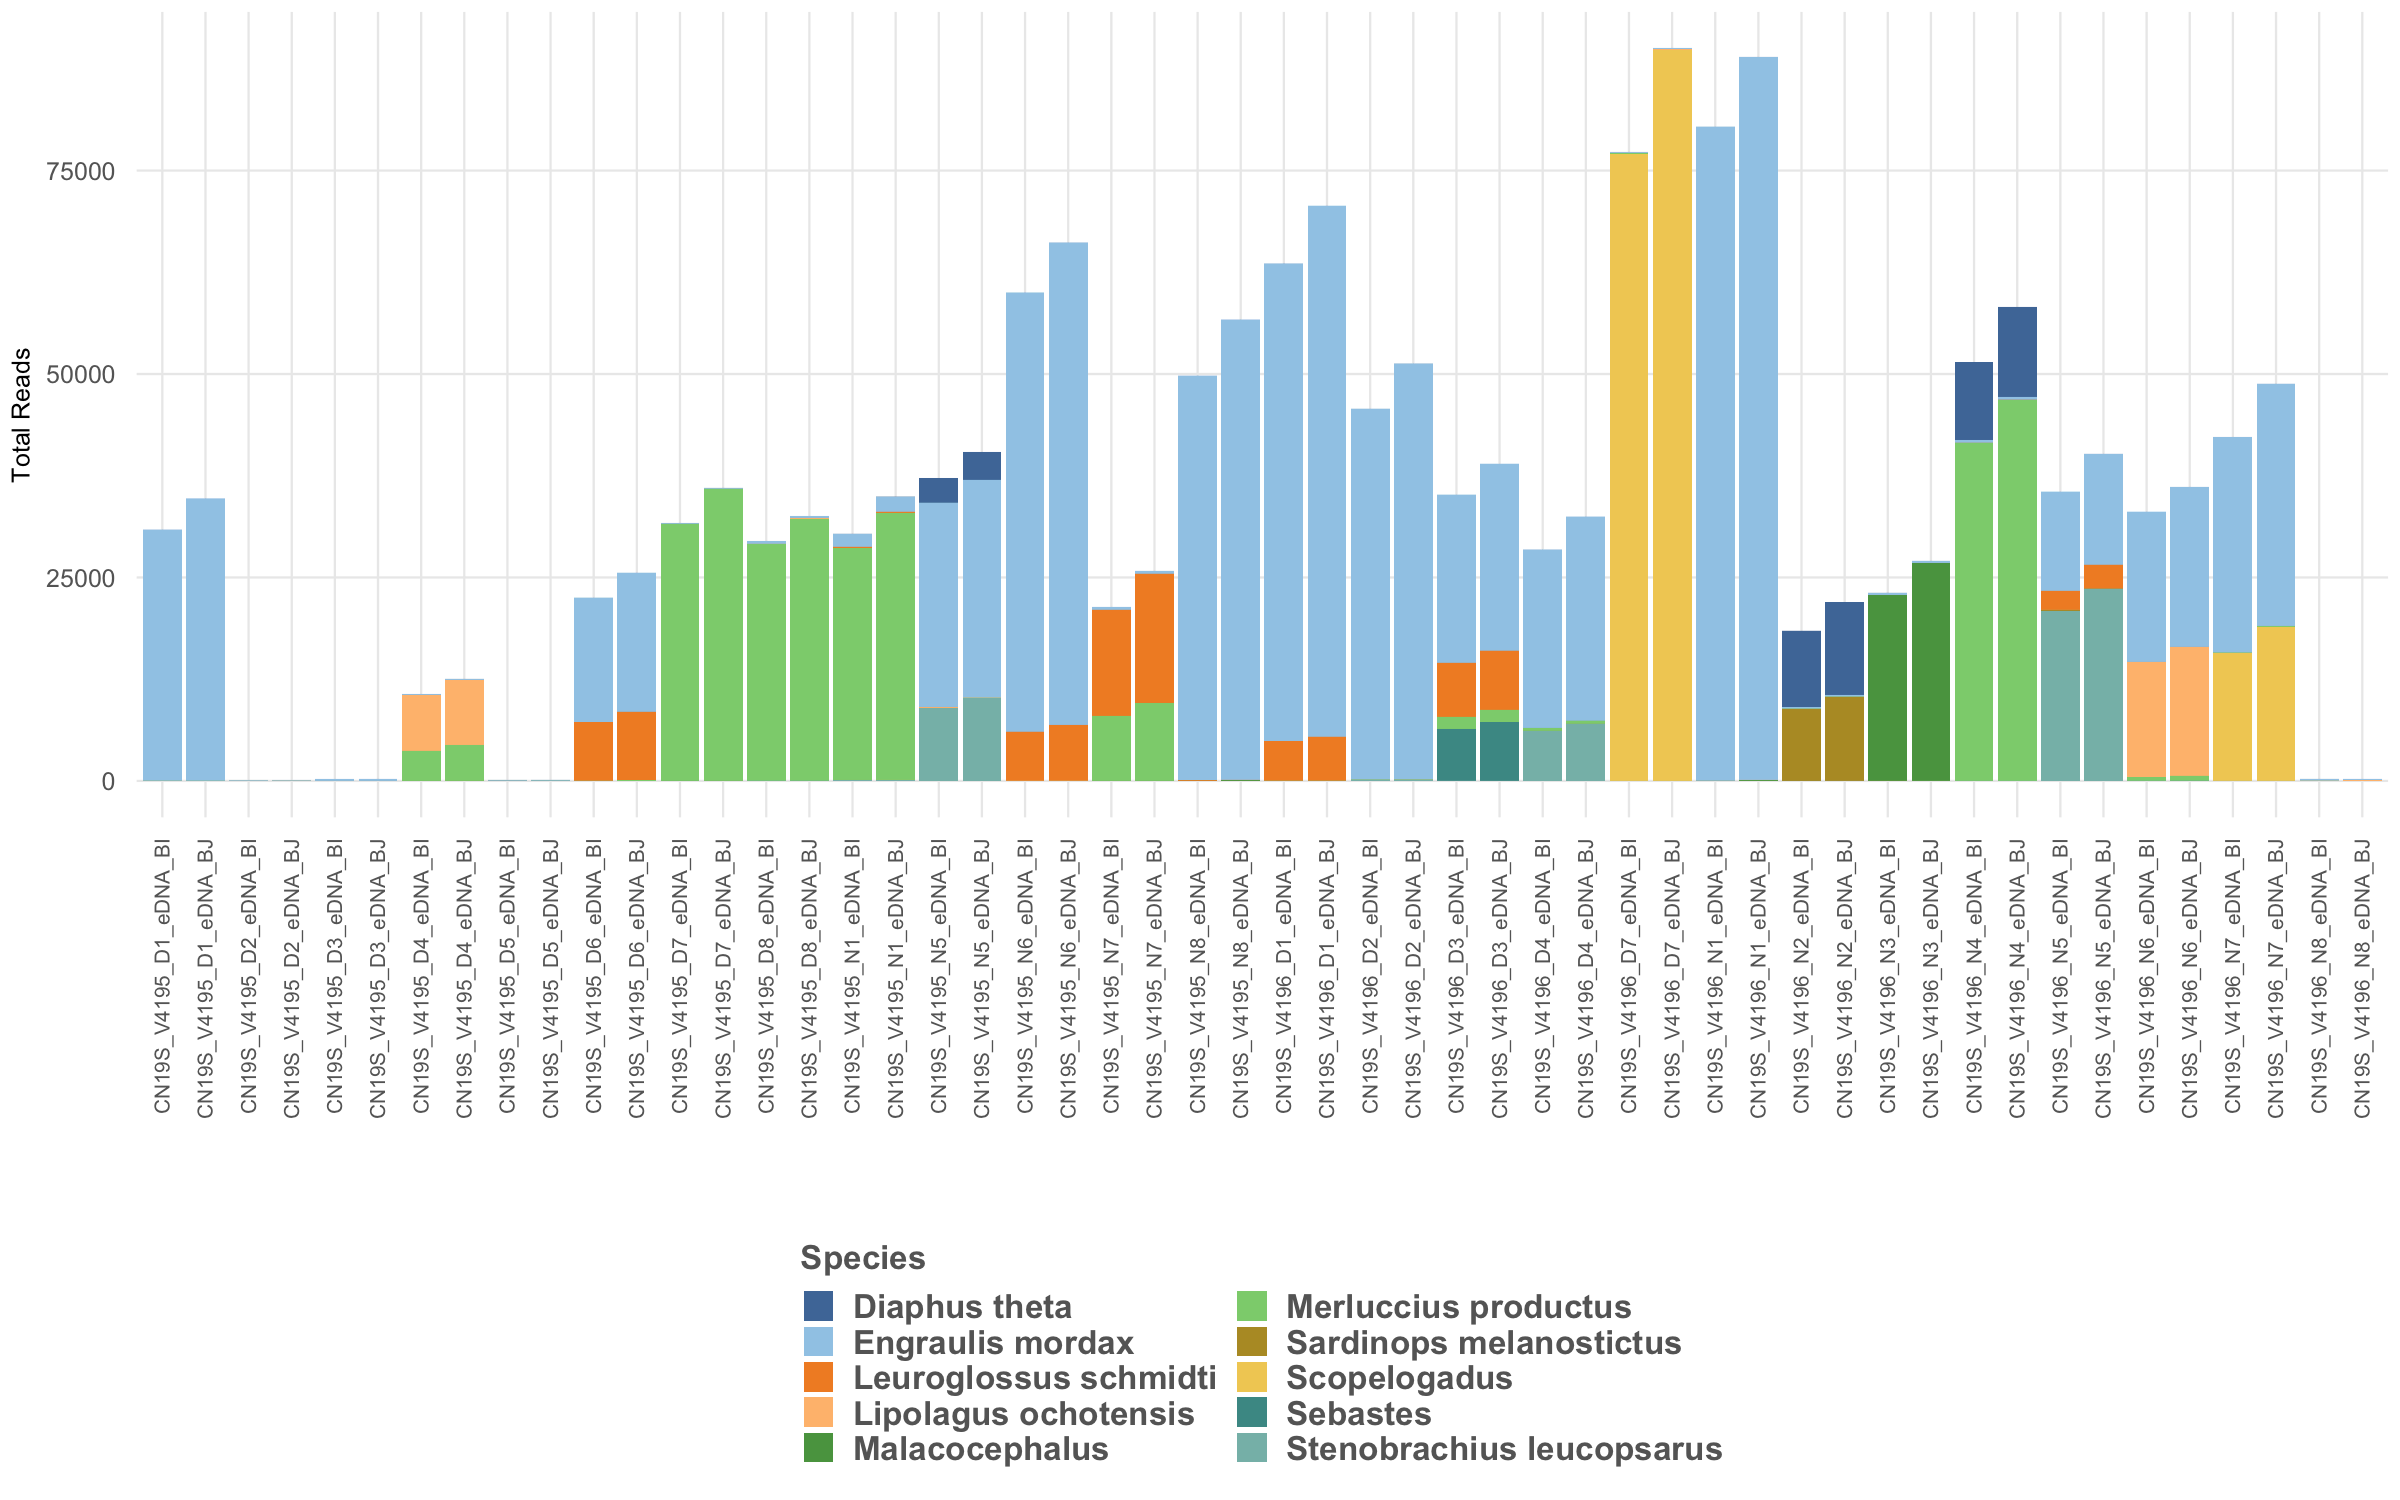 Total Reads
75000
50000
25000
0
CN19S_V4195_D1_eDNA_BI
CN19S_V4195_D1_eDNA_BJ
CN19S_V4195_D2_eDNA_BI
CN19S_V4195_D2_eDNA_BJ
CN19S_V4195_D3_eDNA_BI
CN19S_V4195_D3_eDNA_BJ
CN19S_V4195_D4_eDNA_BI
CN19S_V4195_D4_eDNA_BJ
CN19S_V4195_D5_eDNA_BI
CN19S_V4195_D5_eDNA_BJ
CN19S_V4195_D6_eDNA_BI
CN19S_V4195_D6_eDNA_BJ
CN19S_V4195_D7_eDNA_BI
CN19S_V4195_D7_eDNA_BJ
CN19S_V4195_D8_eDNA_BI
CN19S_V4195_D8_eDNA_BJ
CN19S_V4195_N1_eDNA_BI
CN19S_V4195_N1_eDNA_BJ
CN19S_V4195_N5_eDNA_BI
CN19S_V4195_N5_eDNA_BJ
CN19S_V4195_N6_eDNA_BI
CN19S_V4195_N6_eDNA_BJ
CN19S_V4195_N7_eDNA_BI
CN19S_V4195_N7_eDNA_BJ
CN19S_V4195_N8_eDNA_BI
CN19S_V4195_N8_eDNA_BJ
CN19S_V4196_D1_eDNA_BI
CN19S_V4196_D1_eDNA_BJ
CN19S_V4196_D2_eDNA_BI
CN19S_V4196_D2_eDNA_BJ
CN19S_V4196_D3_eDNA_BI
CN19S_V4196_D3_eDNA_BJ
CN19S_V4196_D4_eDNA_BI
CN19S_V4196_D4_eDNA_BJ
CN19S_V4196_D7_eDNA_BI
CN19S_V4196_D7_eDNA_BJ
CN19S_V4196_N1_eDNA_BI
CN19S_V4196_N1_eDNA_BJ
CN19S_V4196_N2_eDNA_BI
CN19S_V4196_N2_eDNA_BJ
CN19S_V4196_N3_eDNA_BI
CN19S_V4196_N3_eDNA_BJ
CN19S_V4196_N4_eDNA_BI
CN19S_V4196_N4_eDNA_BJ
CN19S_V4196_N5_eDNA_BI
CN19S_V4196_N5_eDNA_BJ
CN19S_V4196_N6_eDNA_BI
CN19S_V4196_N6_eDNA_BJ
CN19S_V4196_N7_eDNA_BI
CN19S_V4196_N7_eDNA_BJ
CN19S_V4196_N8_eDNA_BI
CN19S_V4196_N8_eDNA_BJ
Species
Diaphus theta
Engraulis mordax
Leuroglossus schmidti
Lipolagus ochotensis
Malacocephalus
Merluccius productus
Sardinops melanostictus
Scopelogadus
Sebastes
Stenobrachius leucopsarus